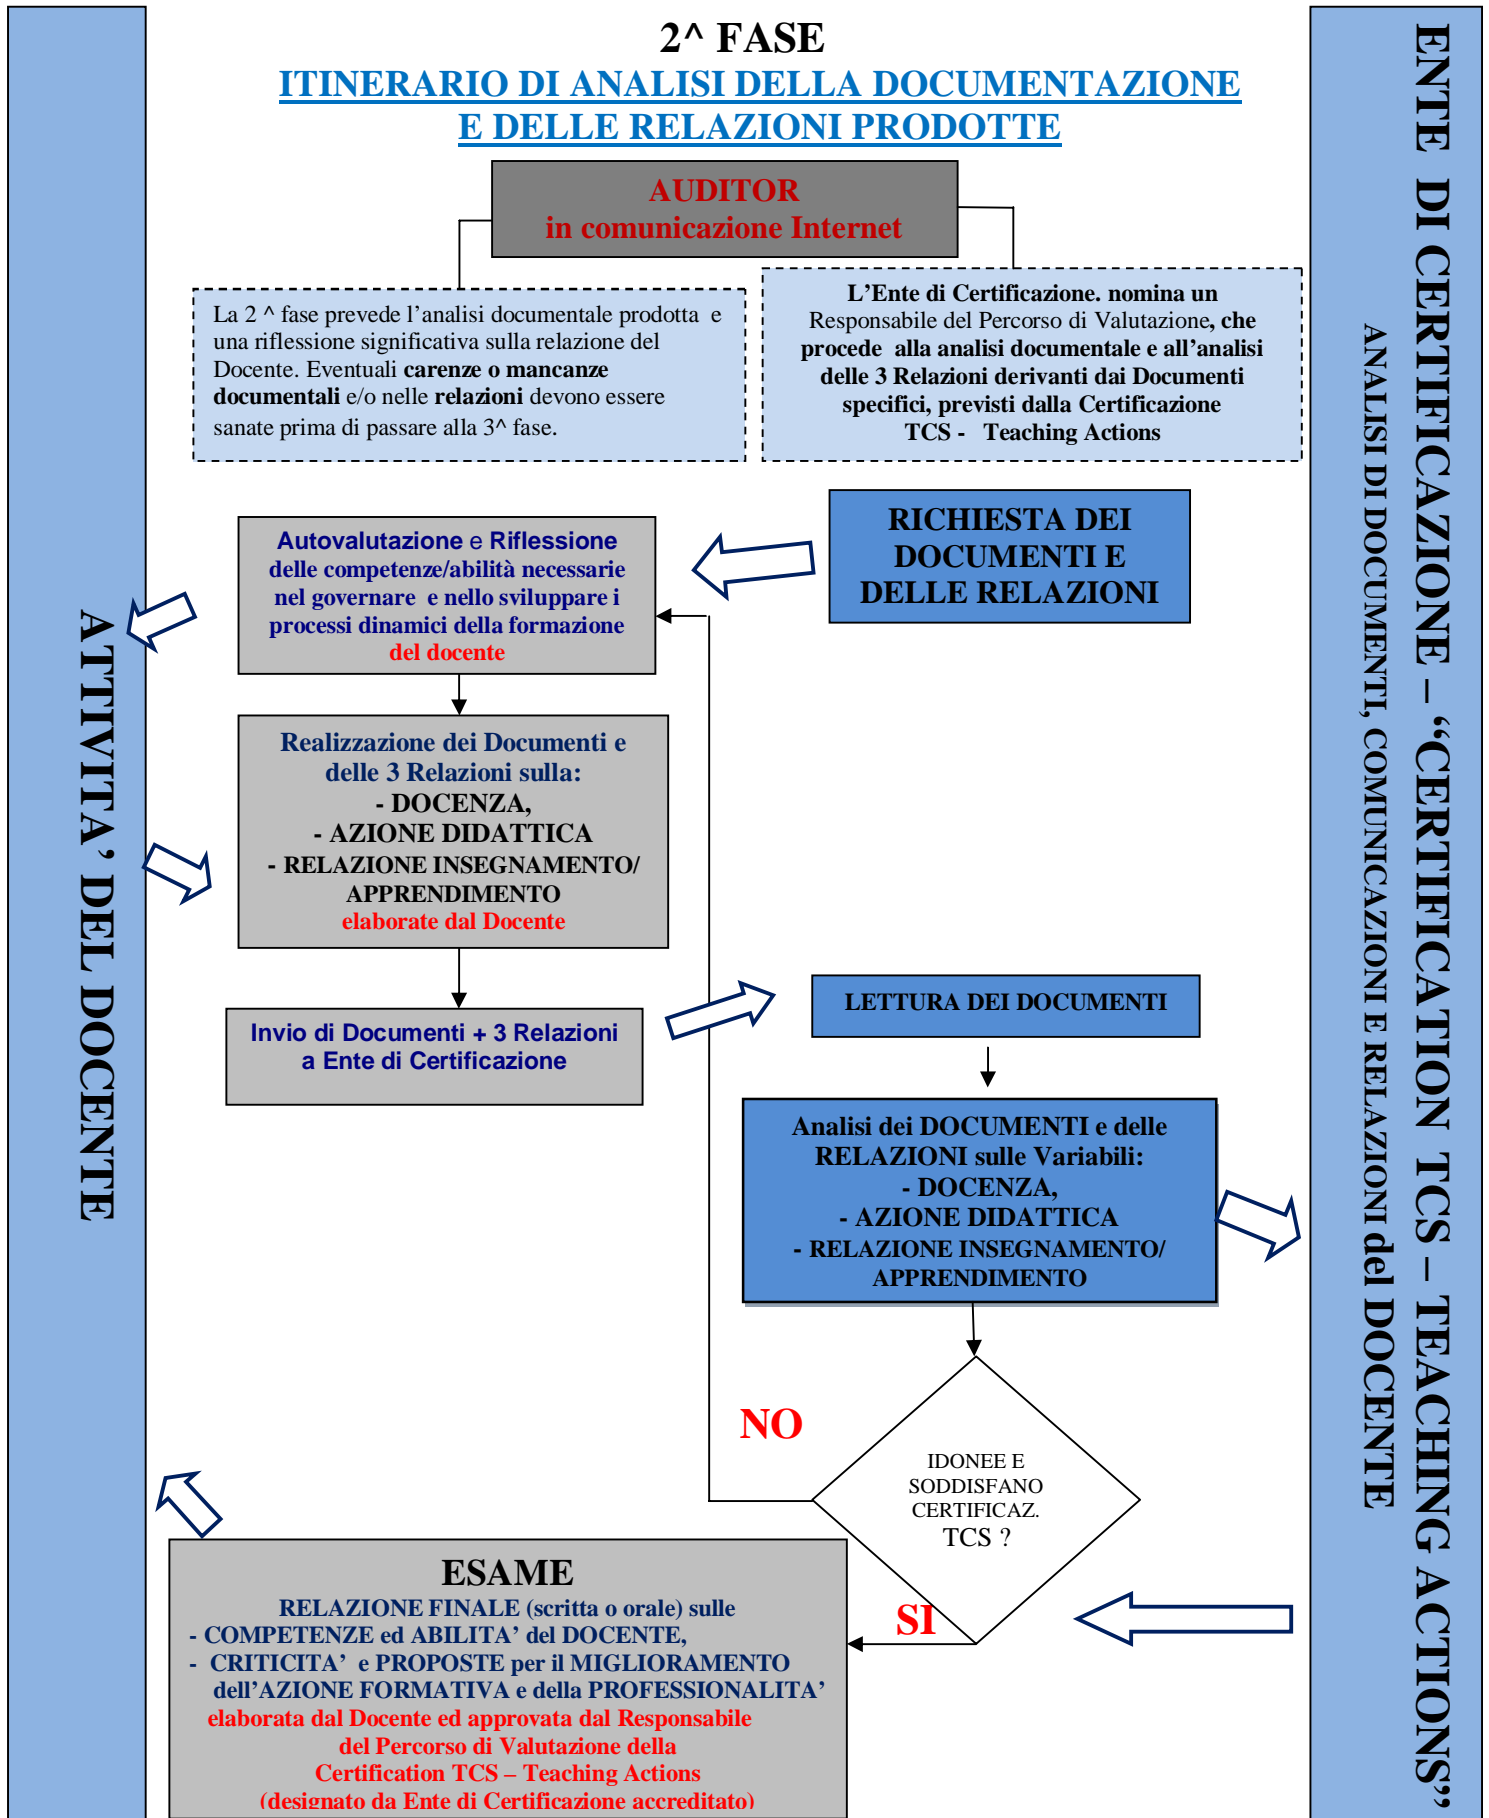 2^ FASE
ITINERARIO DI ANALISI DELLA DOCUMENTAZIONE
E DELLE RELAZIONI PRODOTTE
AUDITOR
in comunicazione Internet
La 2 ^ fase prevede l’analisi documentale prodotta e
una riflessione significativa sulla relazione del
Docente. Eventuali carenze o mancanze
documentali e/o nelle relazioni devono essere
sanate prima di passare alla 3^ fase.
L’Ente di Certificazione. nomina un
Responsabile del Percorso di Valutazione, che
procede alla analisi documentale e all’analisi
delle 3 Relazioni derivanti dai Documenti
specifici, previsti dalla Certificazione
TCS - Teaching Actions
RICHIESTA DEI
DOCUMENTI E
DELLE RELAZIONI
Autovalutazione e Riflessione
delle competenze/abilità necessarie
nel governare e nello sviluppare i
processi dinamici della formazione
del docente
Realizzazione dei Documenti e
delle 3 Relazioni sulla:
- DOCENZA,
- AZIONE DIDATTICA
- RELAZIONE INSEGNAMENTO/
APPRENDIMENTO
elaborate dal Docente
Invio di Documenti + 3 Relazioni
a Ente di Certificazione
LETTURA DEI DOCUMENTI
Analisi dei DOCUMENTI e delle
RELAZIONI sulle Variabili:
- DOCENZA,
- AZIONE DIDATTICA
- RELAZIONE INSEGNAMENTO/
APPRENDIMENTO
NO
IDONEE E
SODDISFANO
CERTIFICAZ.
TCS ?
SI
ESAME
RELAZIONE FINALE (scritta o orale) sulle
- COMPETENZE ed ABILITA’ del DOCENTE,
- CRITICITA’ e PROPOSTE per il MIGLIORAMENTO
dell’AZIONE FORMATIVA e della PROFESSIONALITA’
elaborata dal Docente ed approvata dal Responsabile
del Percorso di Valutazione della
Certification TCS – Teaching Actions
(designato da Ente di Certificazione accreditato)
ATTIVITA’ DEL DOCENTE
ENTE DI CERTIFICAZIONE – “CERTIFICATION TCS – TEACHING ACTIONS”
ANALISI DI DOCUMENTI, COMUNICAZIONI E RELAZIONI del DOCENTE